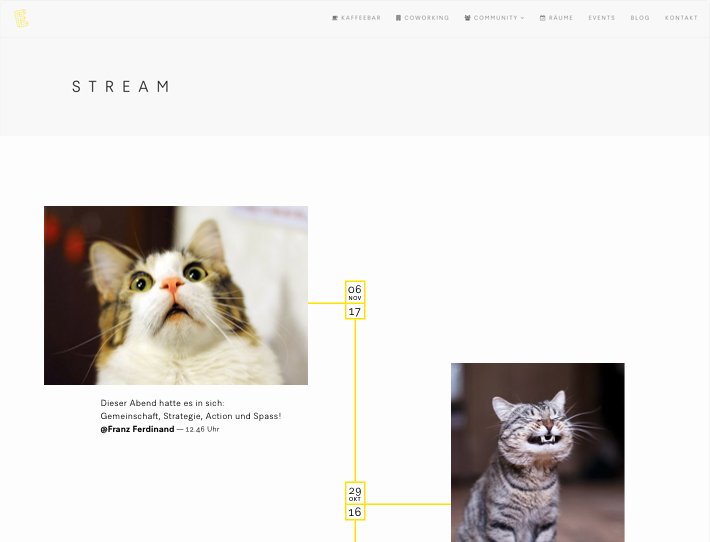 KAFFEEBAR COWORKING COMMUNITY RÄUME EVENTS BLOG KONTAKT
STREAM
06
NOV
17
Dieser Abend hatte es in sich:
Gemeinschaft, Strategie, Action und Spass!
@Franz Ferdinand — 12.46 Uhr
29
OKT
16